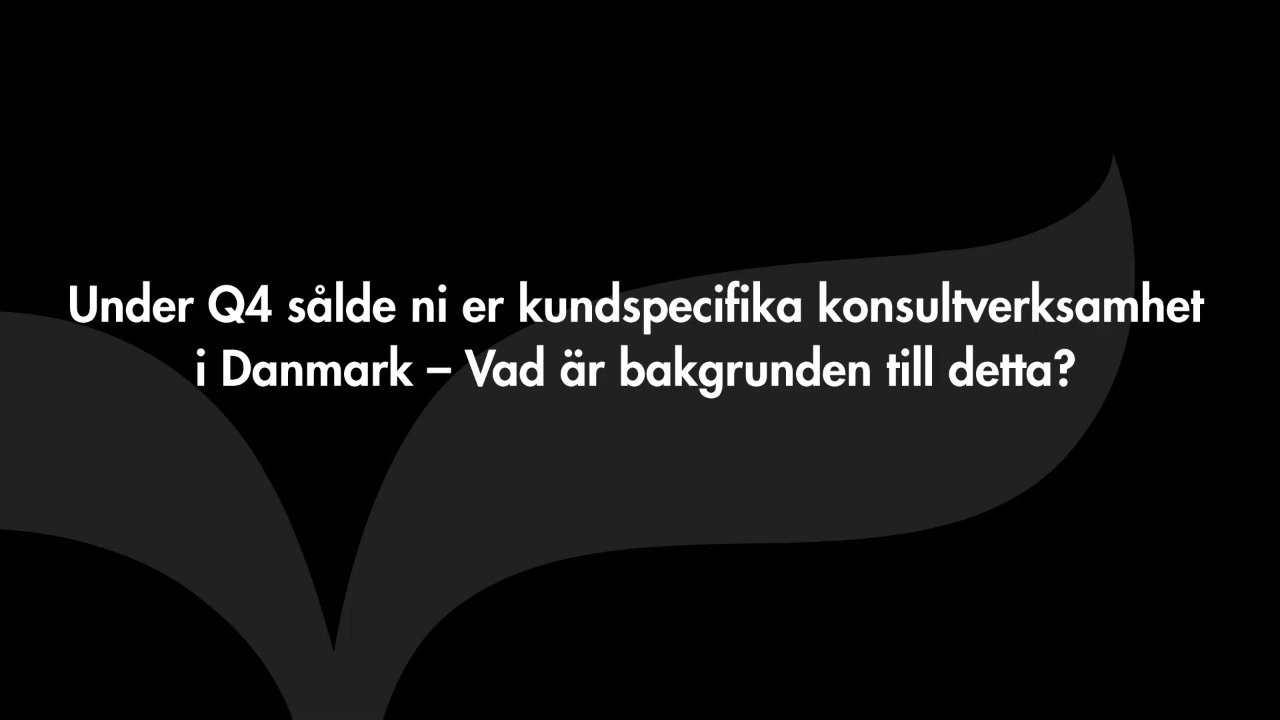 Under Q4 sålde ni er kundspecifika konsultverksamhet
i Danmark – Vad är bakgrunden till detta?